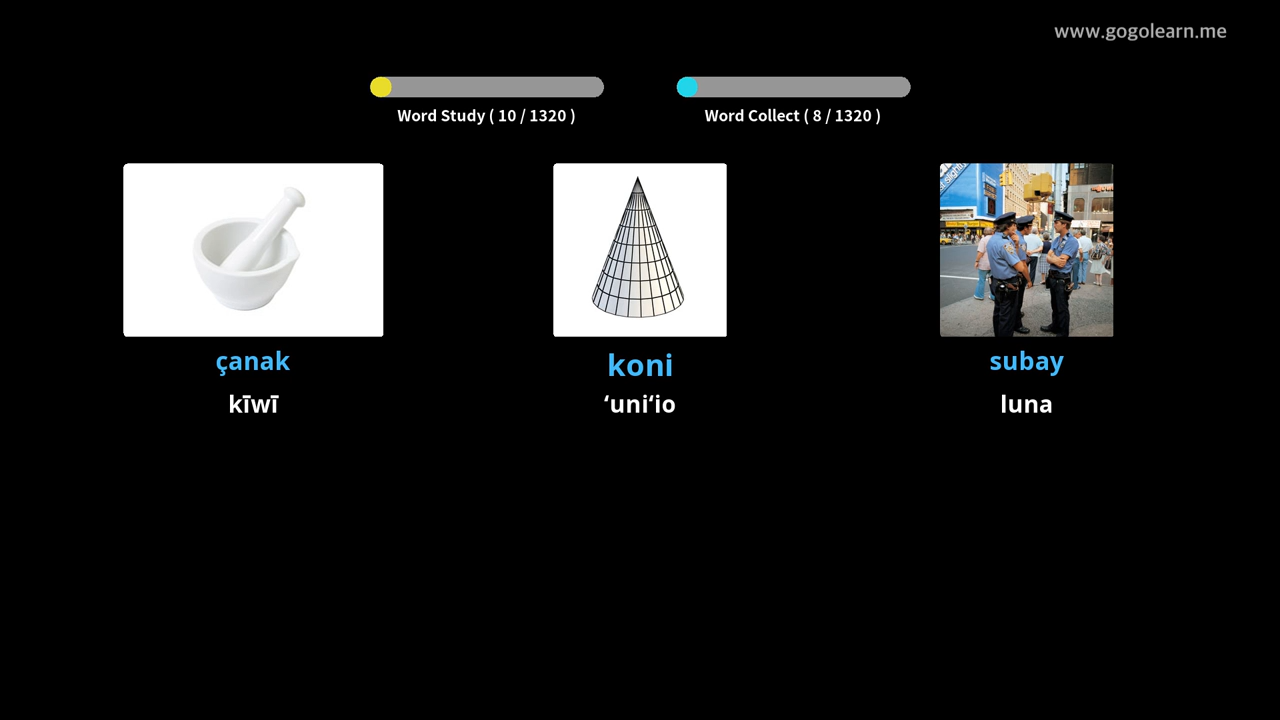 www.gogolearn.me
Word Study ( 10 / 1320 )
Word Collect ( 8 / 1320 )
çanak
koni
subay
kīwī
ʻuniʻio
luna